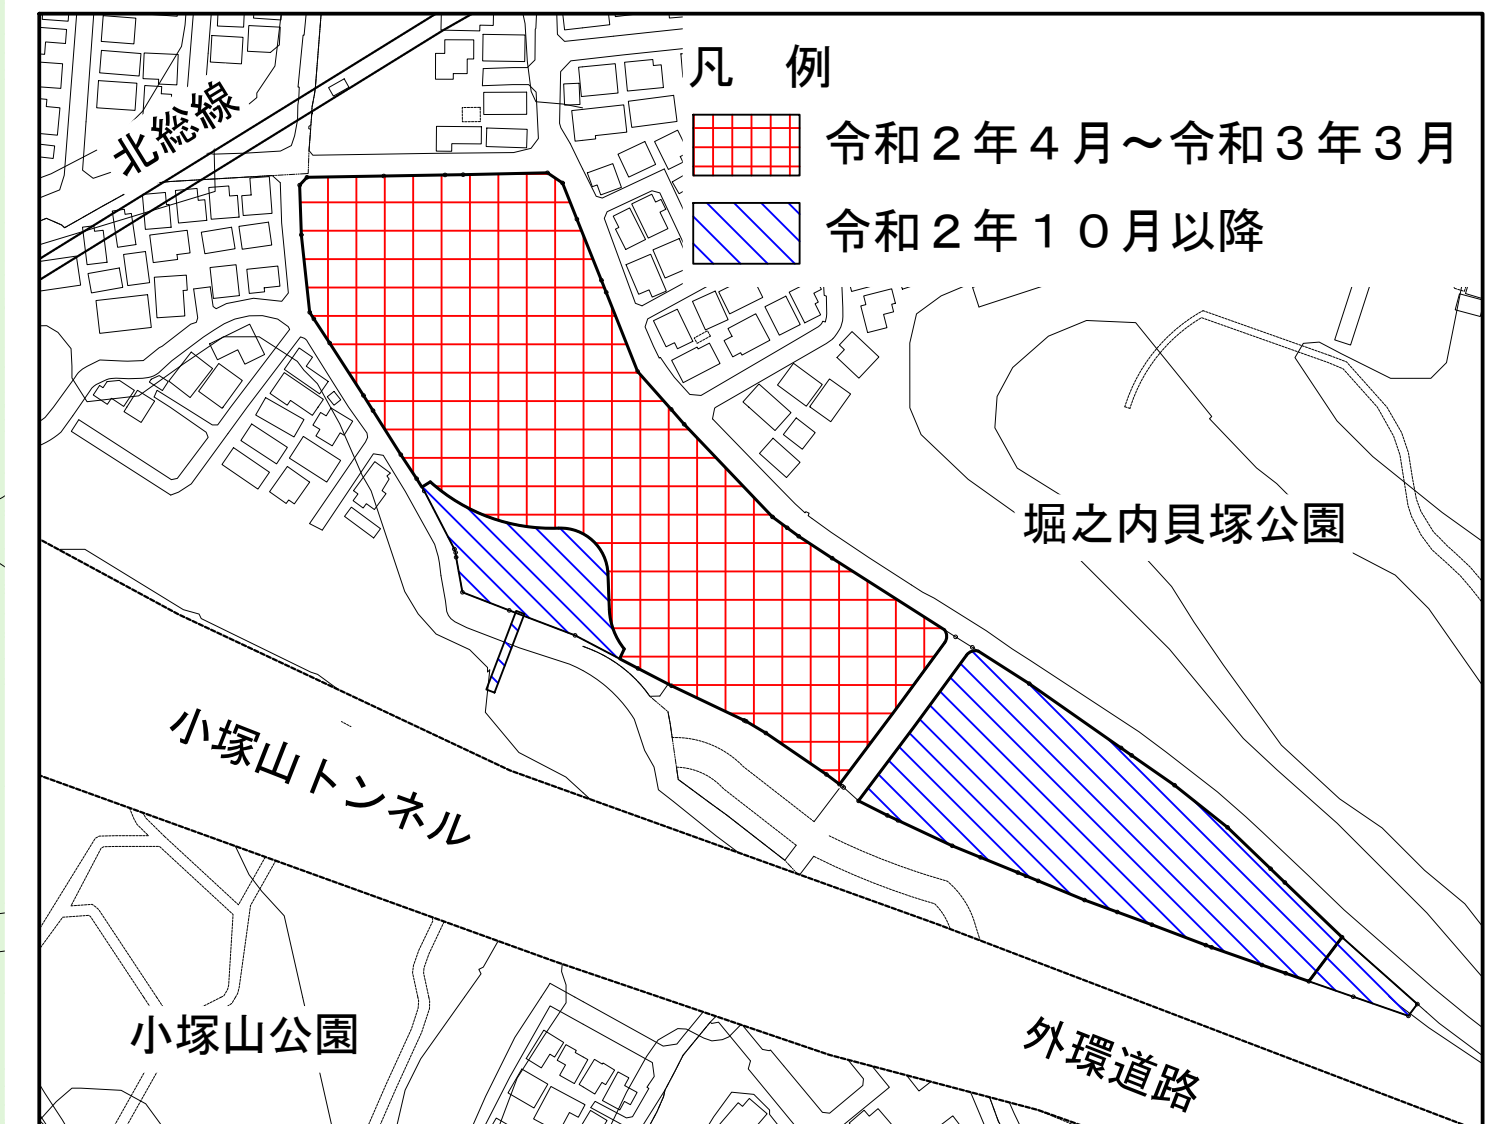 凡　例
令和２年４月～令和３年３月
令和２年１０月以降
北総線
堀之内貝塚公園
小塚山トンネル
小塚山公園
外環道路